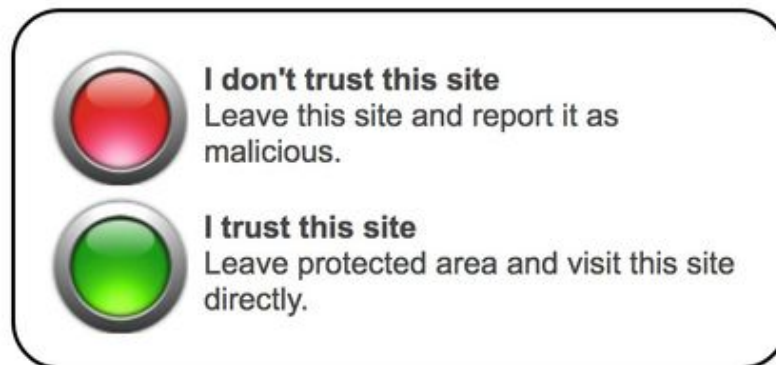 I don't trust this site
Leave this site and report it as
malicious.
I trust this site
Leave protected area and visit this site
directly.